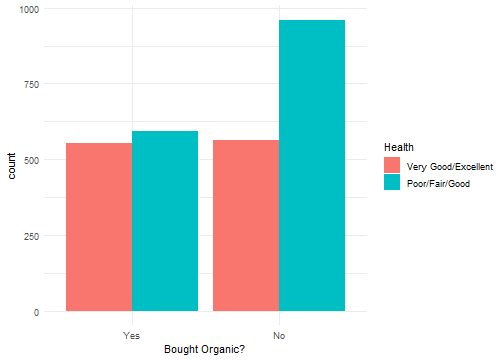 1000
750
500
250
0
count
Yes No
Bought Organic?
Health
Very Good/Excellent
Poor/Fair/Good